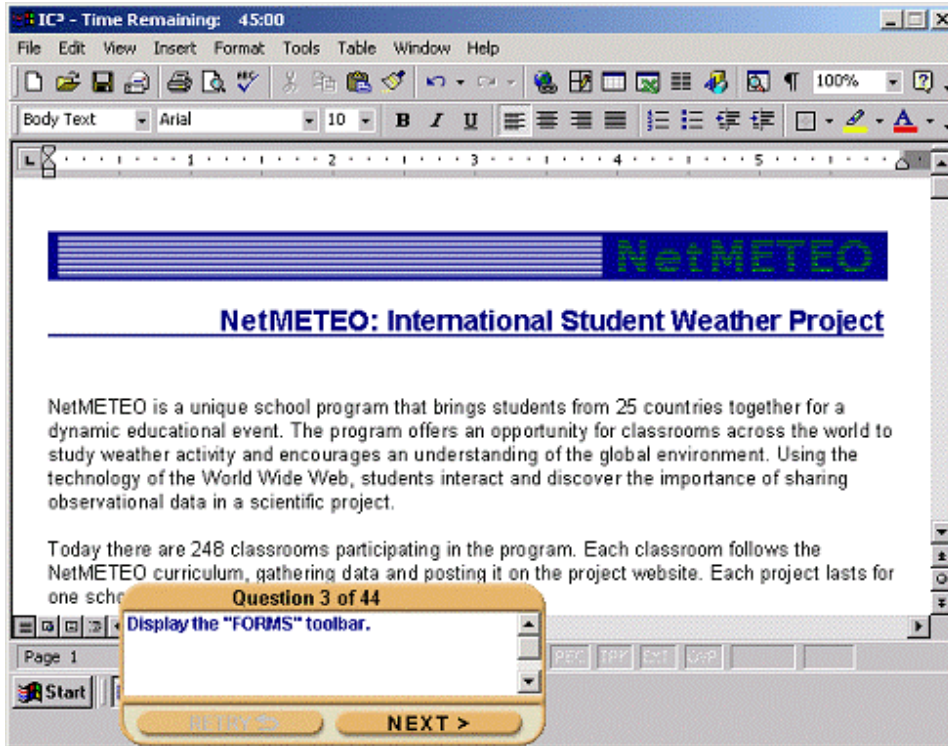 IC³ - Time Remaining: 45:00
File Edit View Insert Format Tools Table Window Help
ABC ¶ 100%
Body Text Arial 10 B I U A
L 1 2 3 4 5
NetMETEO
NetMETEO: International Student Weather Project
NetMETEO is a unique school program that brings students from 25 countries together for a
dynamic educational event. The program offers an opportunity for classrooms across the world to
study weather activity and encourages an understanding of the global environment. Using the
technology of the World Wide Web, students interact and discover the importance of sharing
observational data in a scientific project.
Today there are 248 classrooms participating in the program. Each classroom follows the
NetMETEO curriculum, gathering data and posting it on the project website. Each project lasts for
one
Question 3 of 44
Display the "FORMS" toolbar.
Page 1 REC TRK EXT OVR
Start
RETRY NEXT >